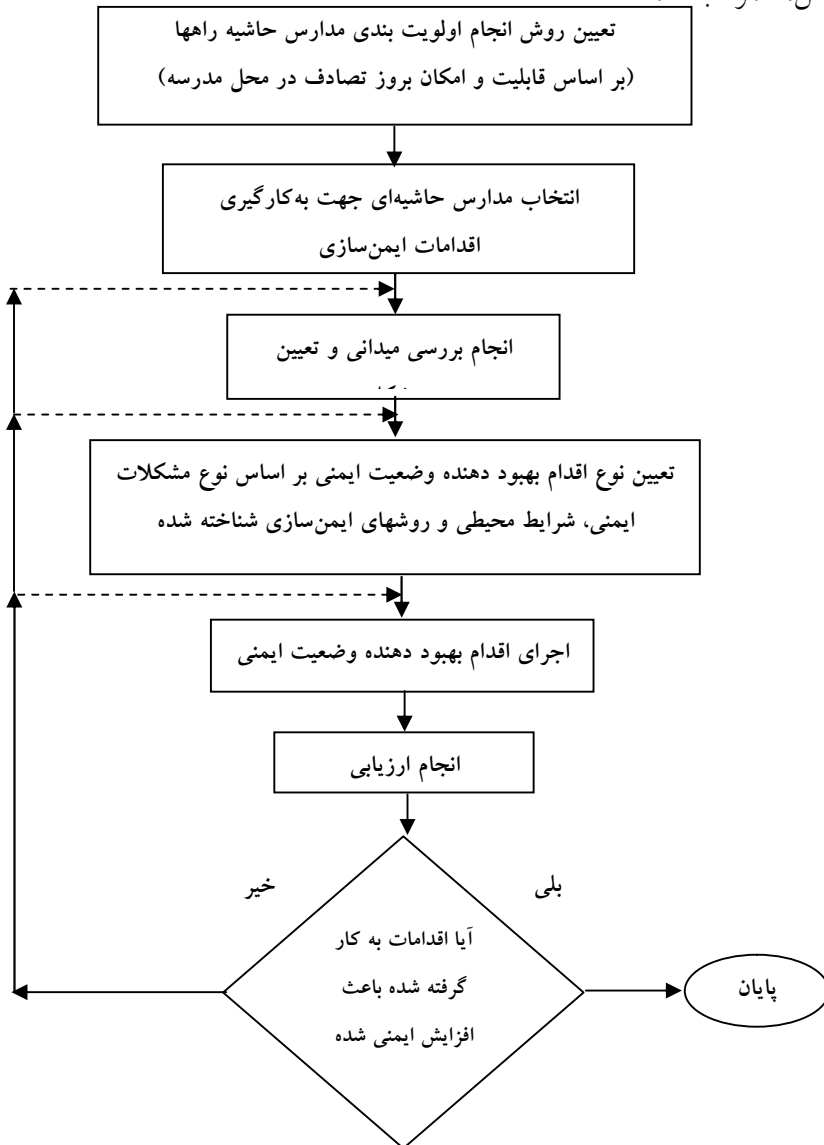 تعیین روش انجام اولویت بندی مدارس حاشیه راهها
(بر اساس قابلیت و امکان بروز تصادف در محل مدرسه)
انتخاب مدارس حاشیه‌ای جهت به‌کارگیری
اقدامات ایمن‌سازی
انجام بررسی میدانی و تعیین
تعیین نوع اقدام بهبود دهنده وضعیت ایمنی بر اساس نوع مشکلات
ایمنی، شرایط محیطی و روشهای ایمن‌سازی شناخته شده
اجرای اقدام بهبود دهنده وضعیت ایمنی
انجام ارزیابی
خیر
بلی
آیا اقدامات به کار
گرفته شده باعث
افزایش ایمنی شده
پایان